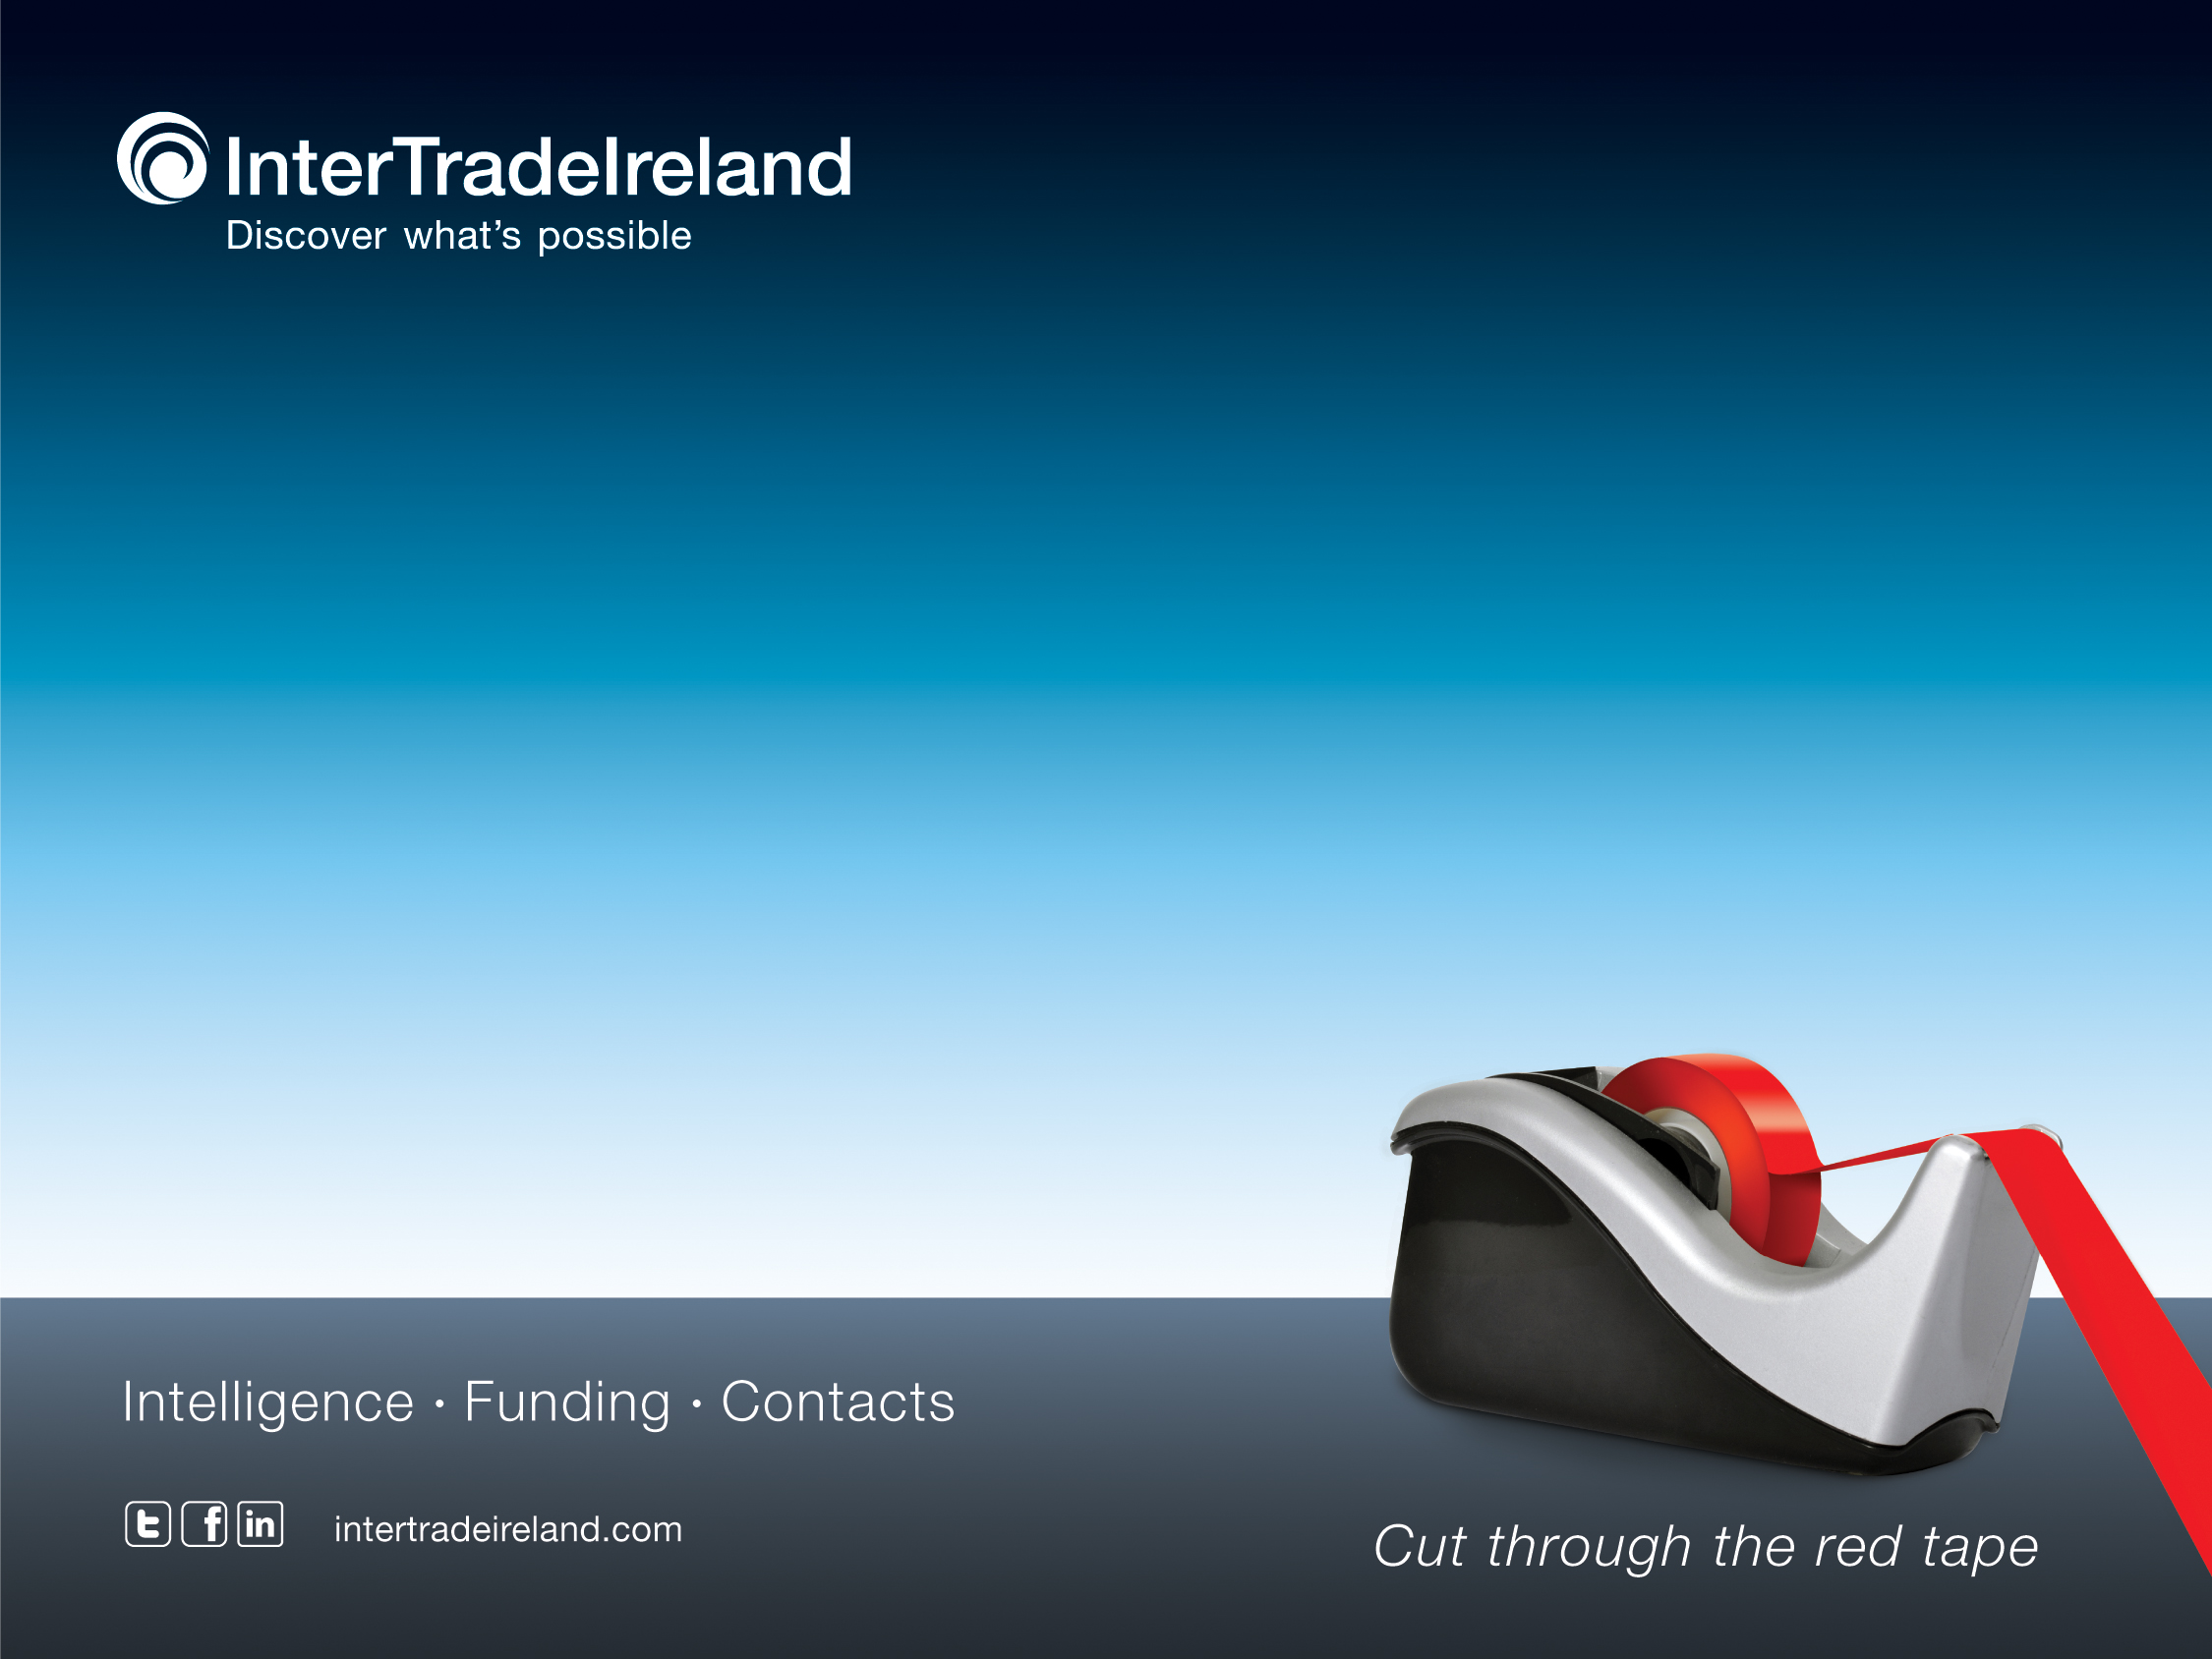 InterTradeIreland
Discover what’s possible
Intelligence · Funding · Contacts
intertradeireland.com
Cut through the red tape